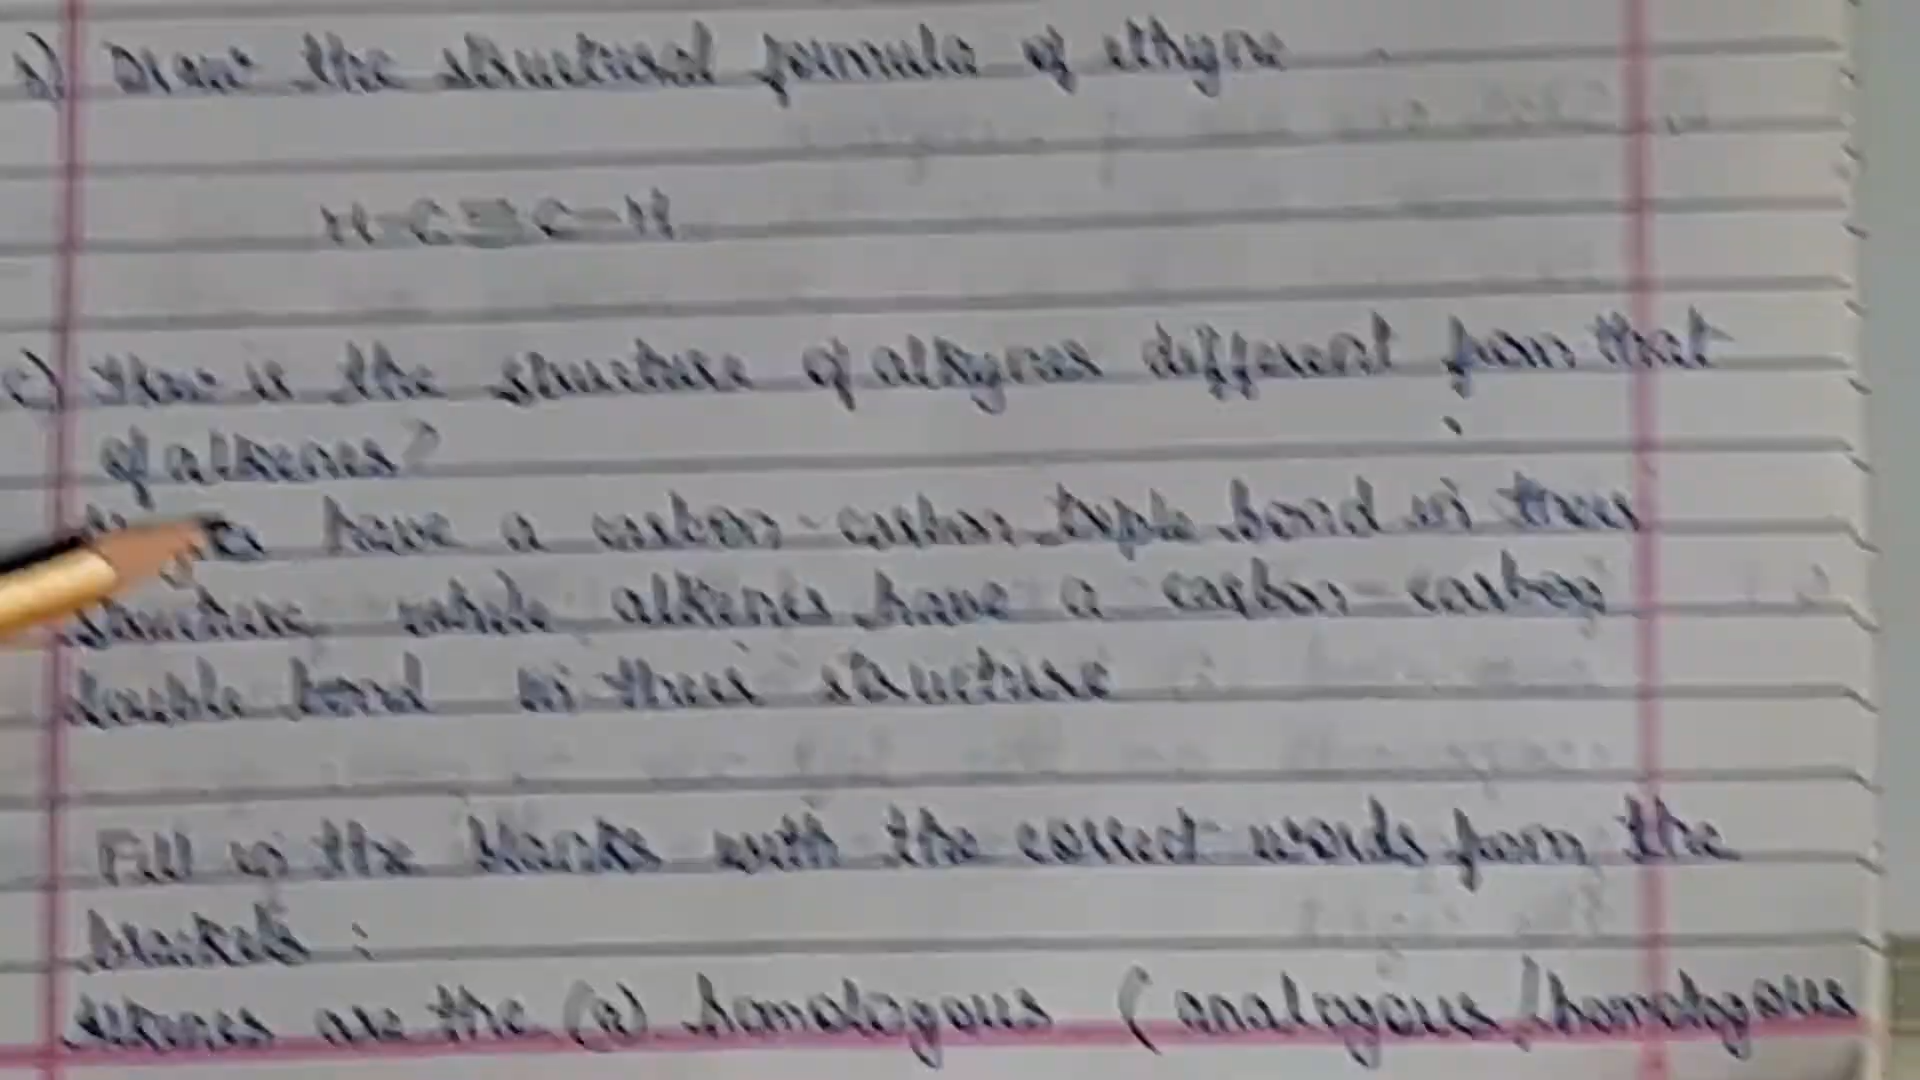 b) Draw the structural formula of ethyne
H-C≡C-H
c) How is the structure of alkynes different from that
of alkenes?
have a carbon-carbon triple bond in their
structure while alkenes have a carbon-carbon
double bond in their structure
Fill in the blanks with the correct words from the
brackets :
Alkenes are the (a) homologous (analogous/homologous